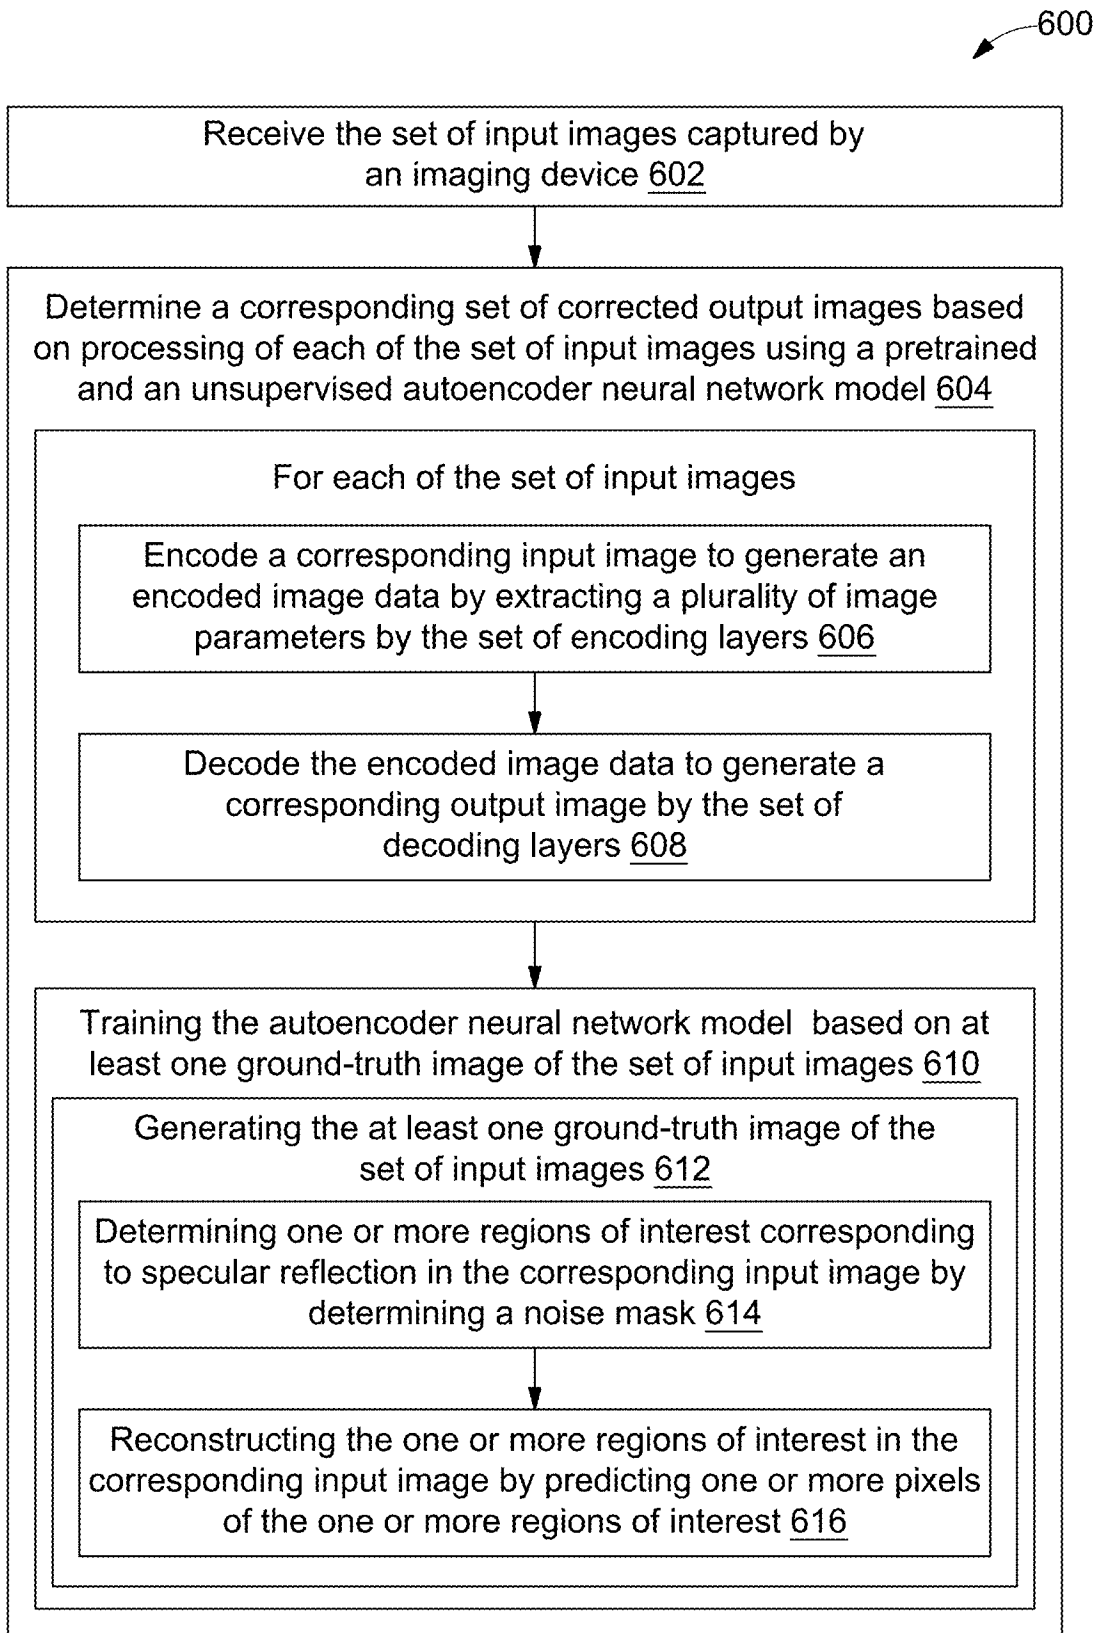 600
Receive the set of input images captured by
an imaging device 602
Determine a corresponding set of corrected output images based
on processing of each of the set of input images using a pretrained
and an unsupervised autoencoder neural network model 604
For each of the set of input images
Encode a corresponding input image to generate an
encoded image data by extracting a plurality of image
parameters by the set of encoding layers 606
Decode the encoded image data to generate a
corresponding output image by the set of
decoding layers 608
Training the autoencoder neural network model based on at
least one ground-truth image of the set of input images 610
Generating the at least one ground-truth image of the
set of input images 612
Determining one or more regions of interest corresponding
to specular reflection in the corresponding input image by
determining a noise mask 614
Reconstructing the one or more regions of interest in the
corresponding input image by predicting one or more pixels
of the one or more regions of interest 616